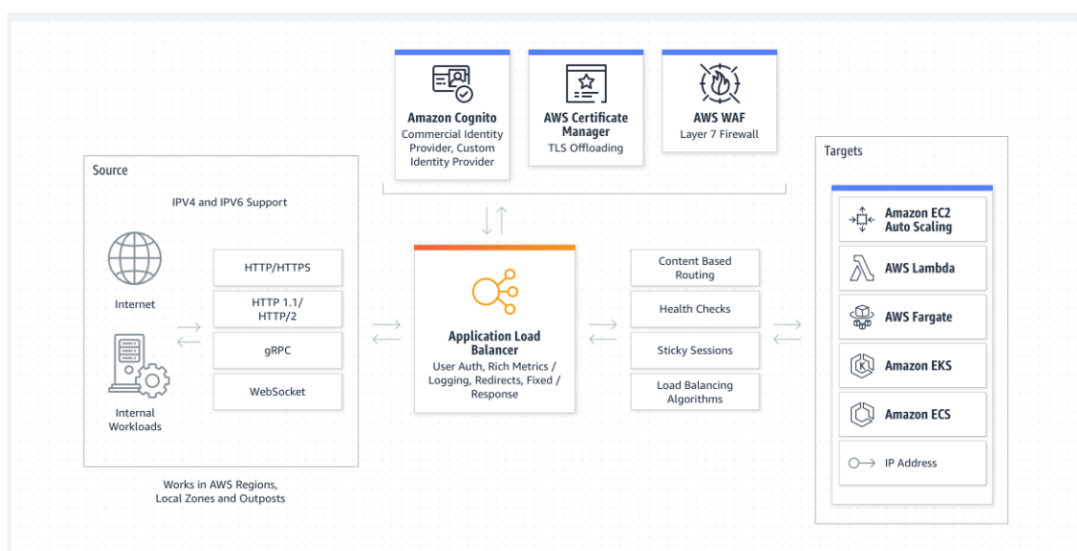 Amazon Cognito
Commercial Identity
Provider, Custom
Identity Provider
AWS Certificate
Manager
TLS Offloading
AWS WAF
Layer 7 Firewall
Source
IPV4 and IPV6 Support
Internet
Internal
Workloads
HTTP/HTTPS
HTTP 1.1/
HTTP/2
gRPC
WebSocket
Works in AWS Regions,
Local Zones and Outposts
Application Load
Balancer
User Auth, Rich Metrics /
Logging, Redirects, Fixed /
Response
Content Based
Routing
Health Checks
Sticky Sessions
Load Balancing
Algorithms
Targets
Amazon EC2
Auto Scaling
AWS Lambda
AWS Fargate
K
Amazon EKS
Amazon ECS
IP Address